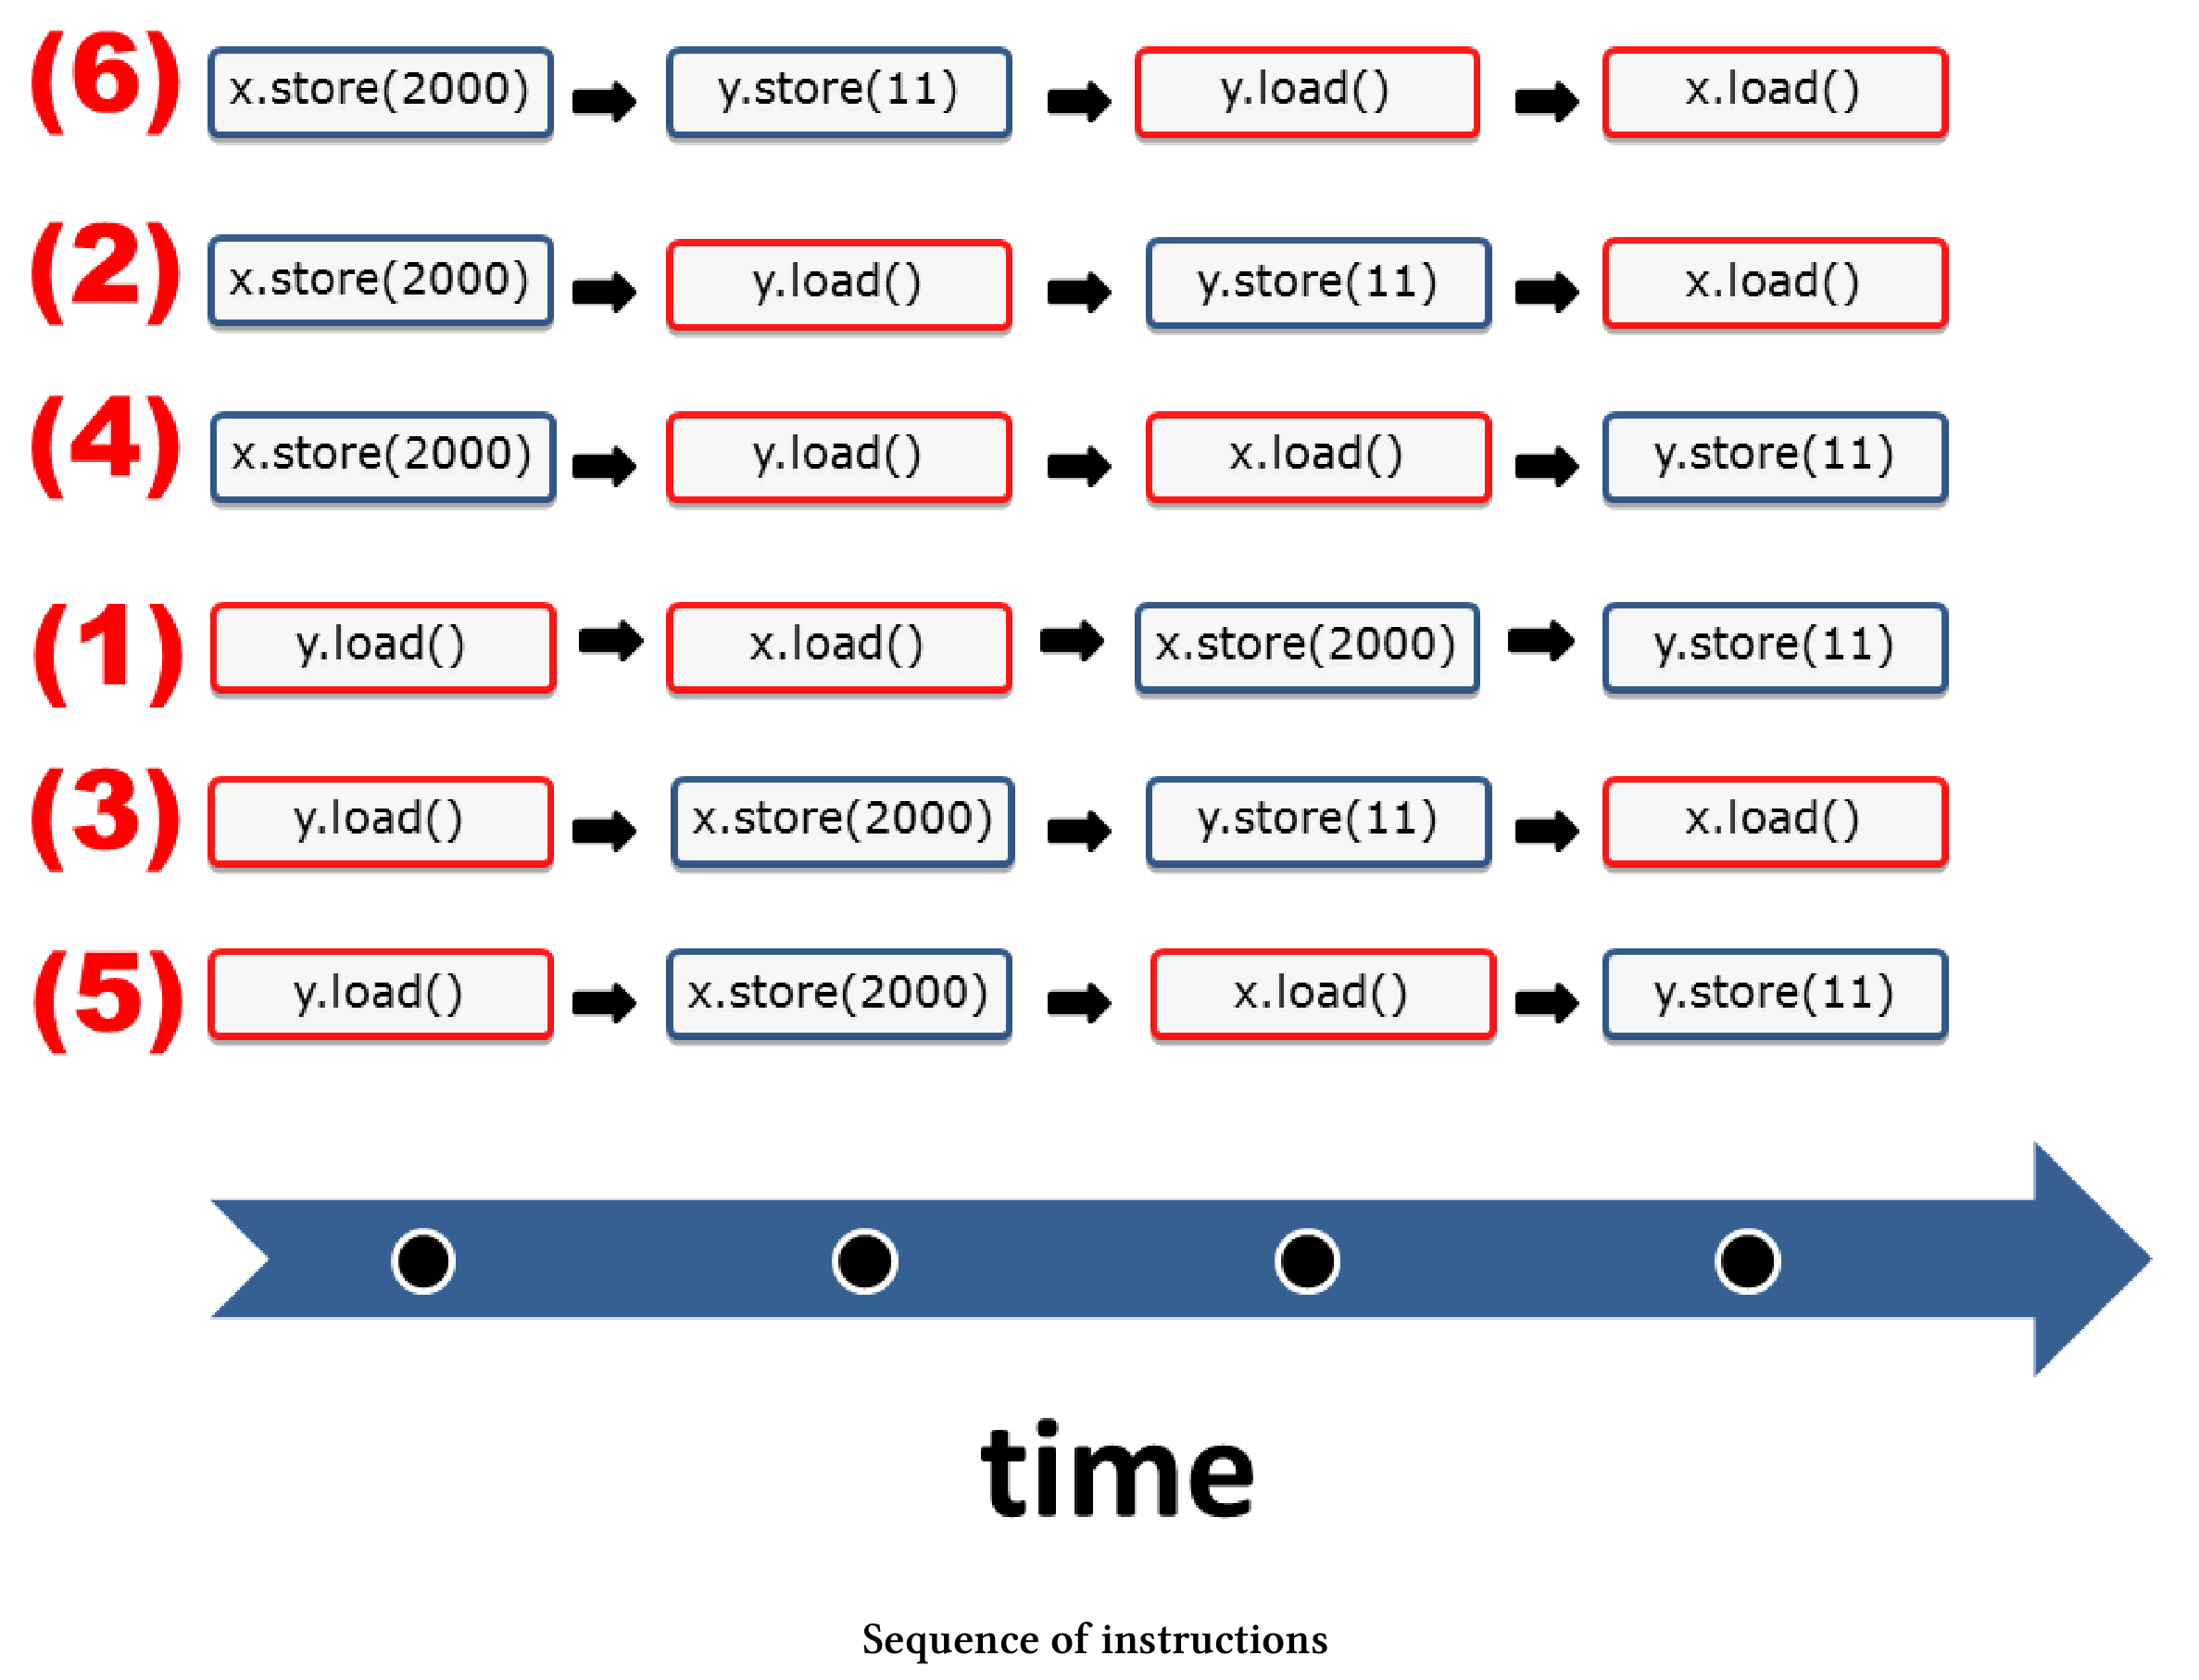 (6) x.store(2000) y.store(11) y.load() x.load()
(2) x.store(2000) y.load() y.store(11) x.load()
(4) x.store(2000) y.load() x.load() y.store(11)
(1) y.load() x.load() x.store(2000) y.store(11)
(3) y.load() x.store(2000) y.store(11) x.load()
(5) y.load() x.store(2000) x.load() y.store(11)
time
Sequence of instructions